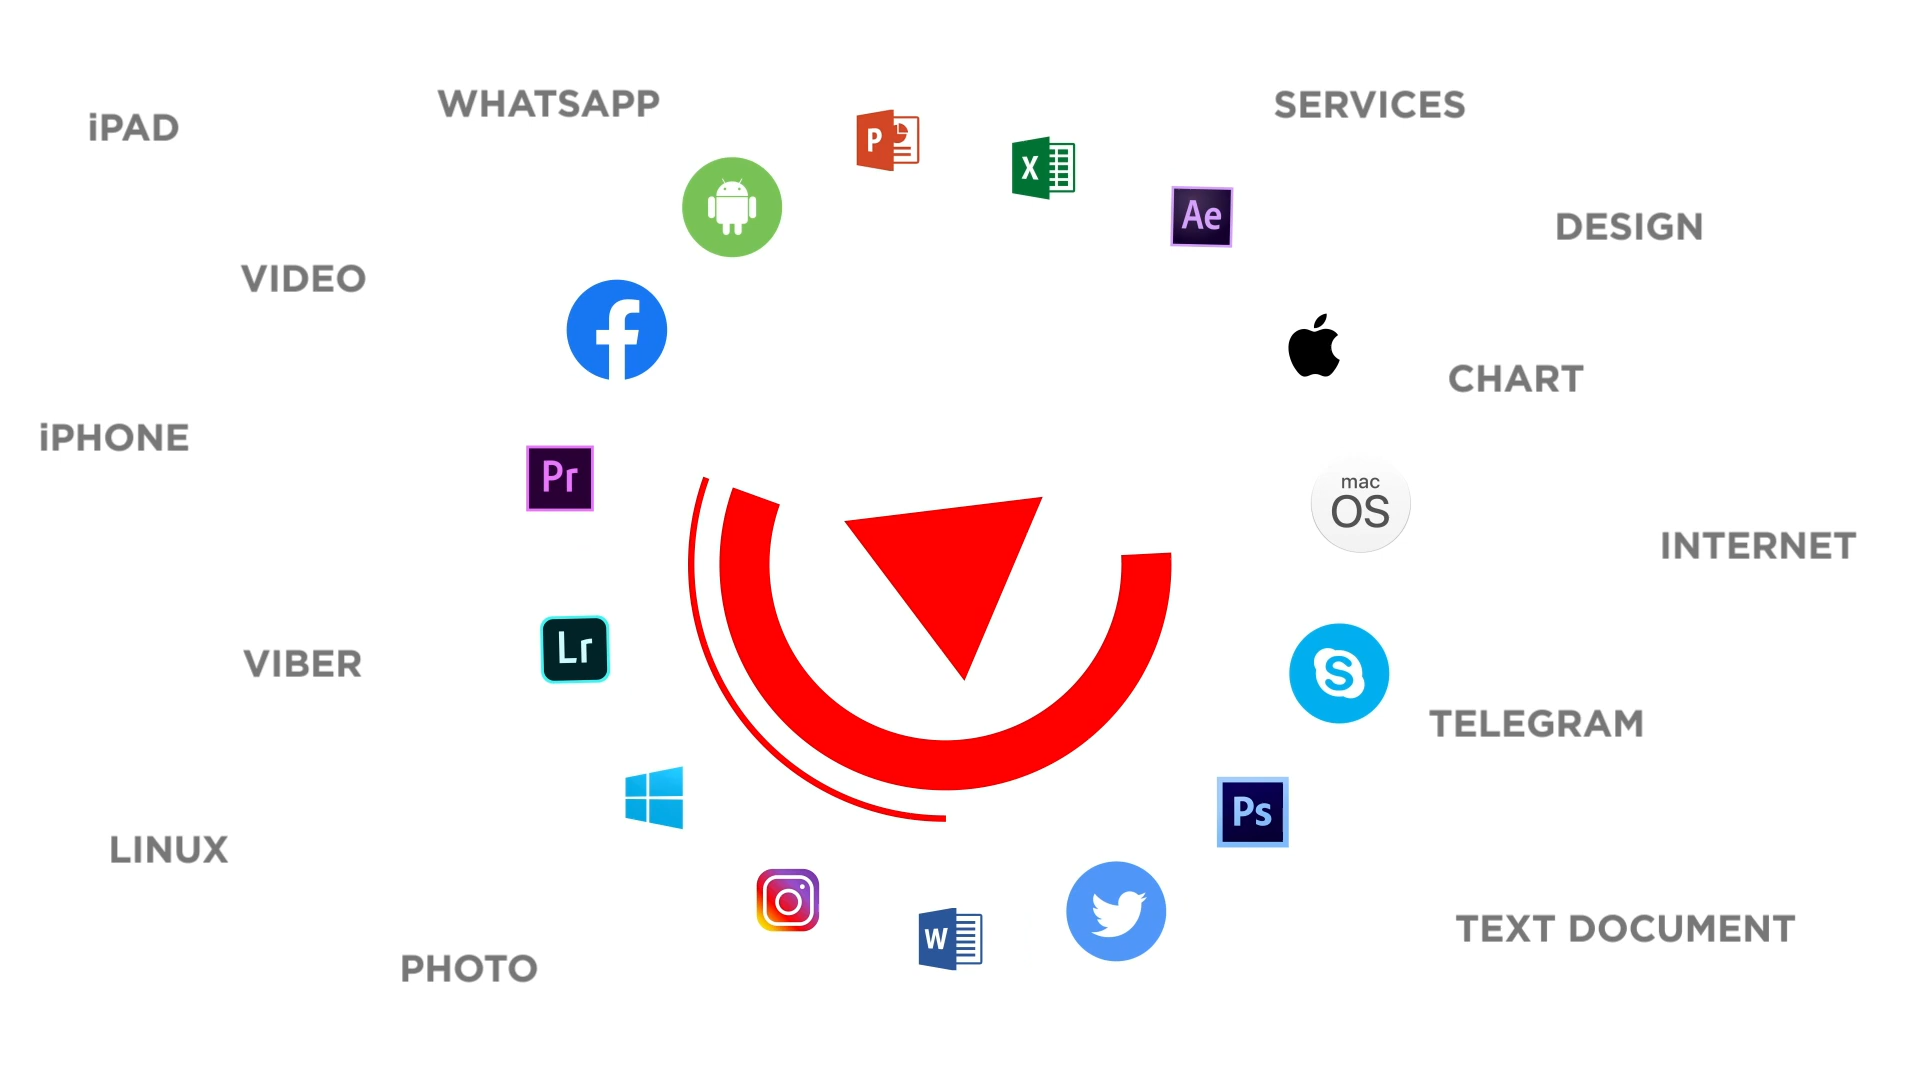 WHATSAPP
SERVICES
iPAD
P
X
Ae
DESIGN
VIDEO
f
CHART
iPHONE
Pr
mac
OS
INTERNET
Lr
VIBER
S
TELEGRAM
Ps
LINUX
W
TEXT DOCUMENT
PHOTO